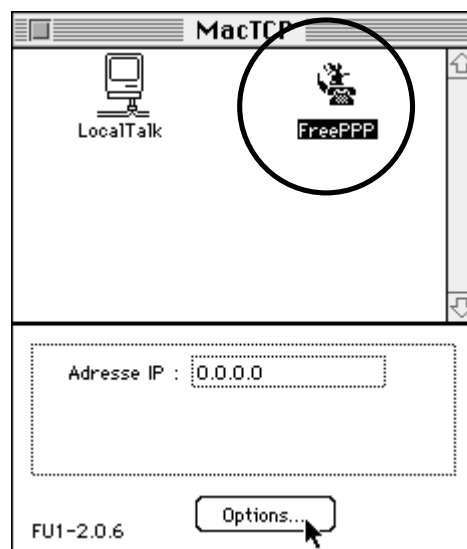 MacTCP
LocalTalk
FreePPP
Adresse IP : 0.0.0.0
Options...
FU1-2.0.6